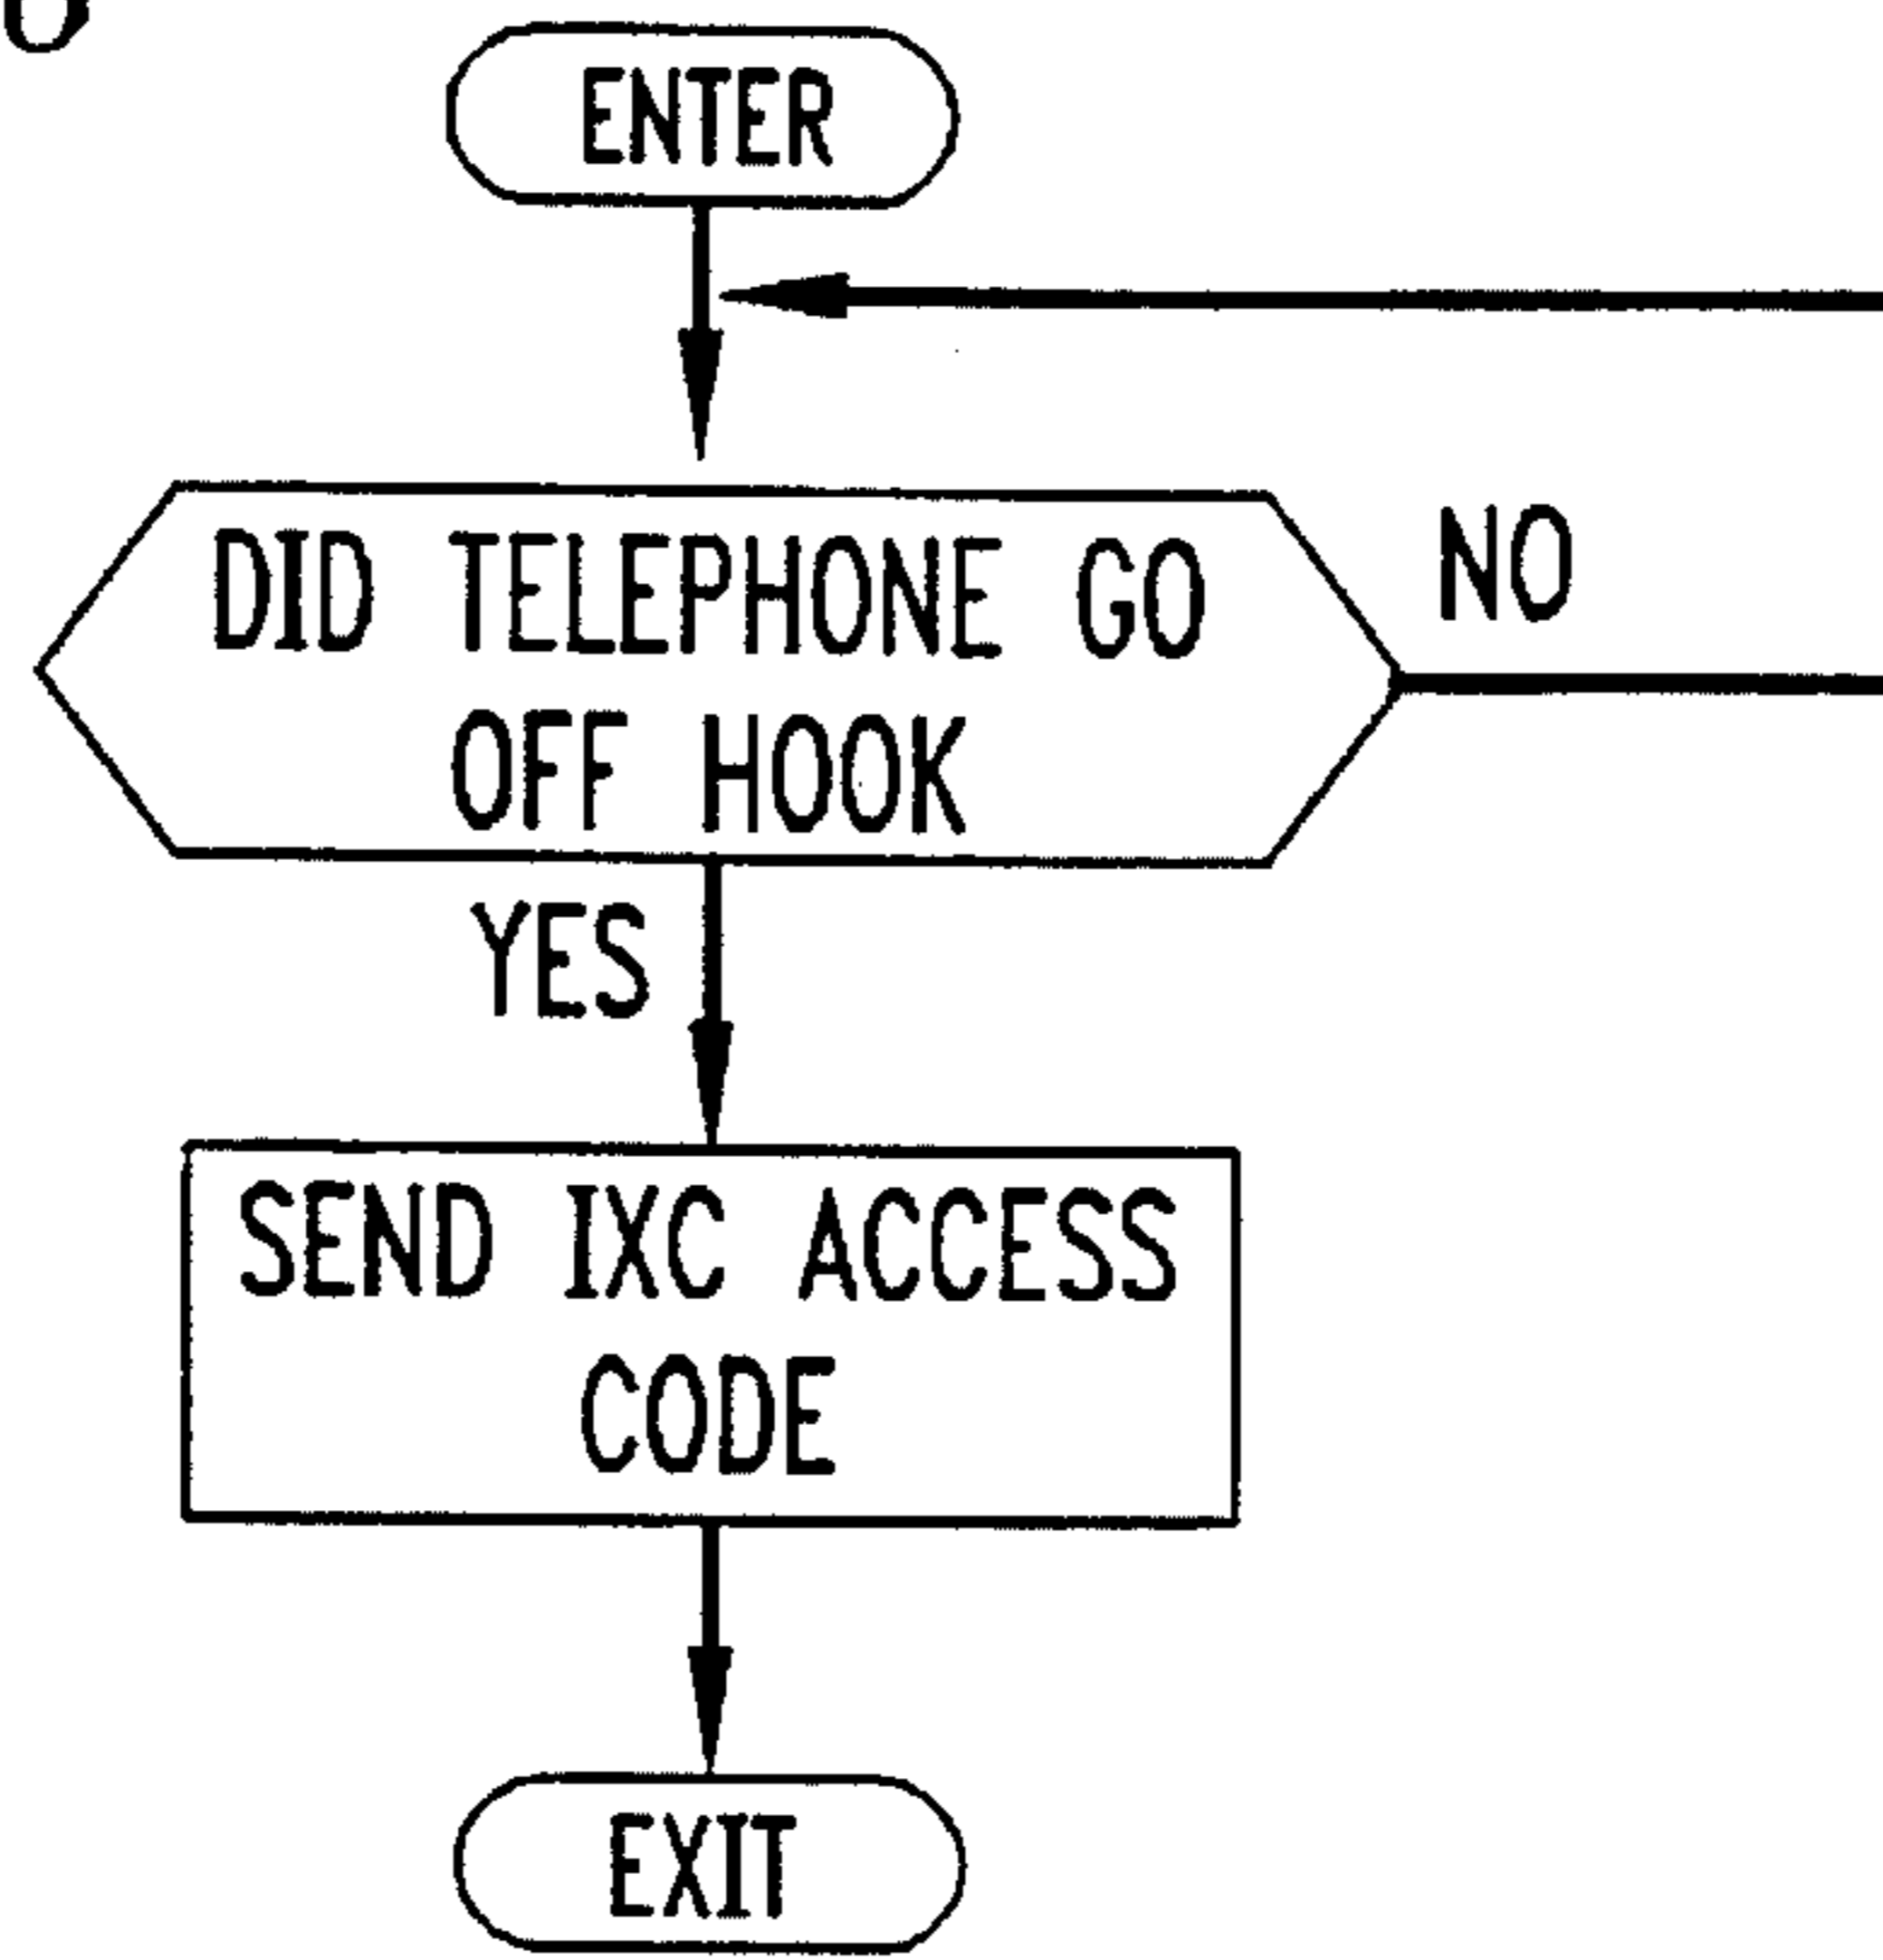 ENTER
DID TELEPHONE GO
OFF HOOK
NO
YES
SEND IXC ACCESS
CODE
EXIT